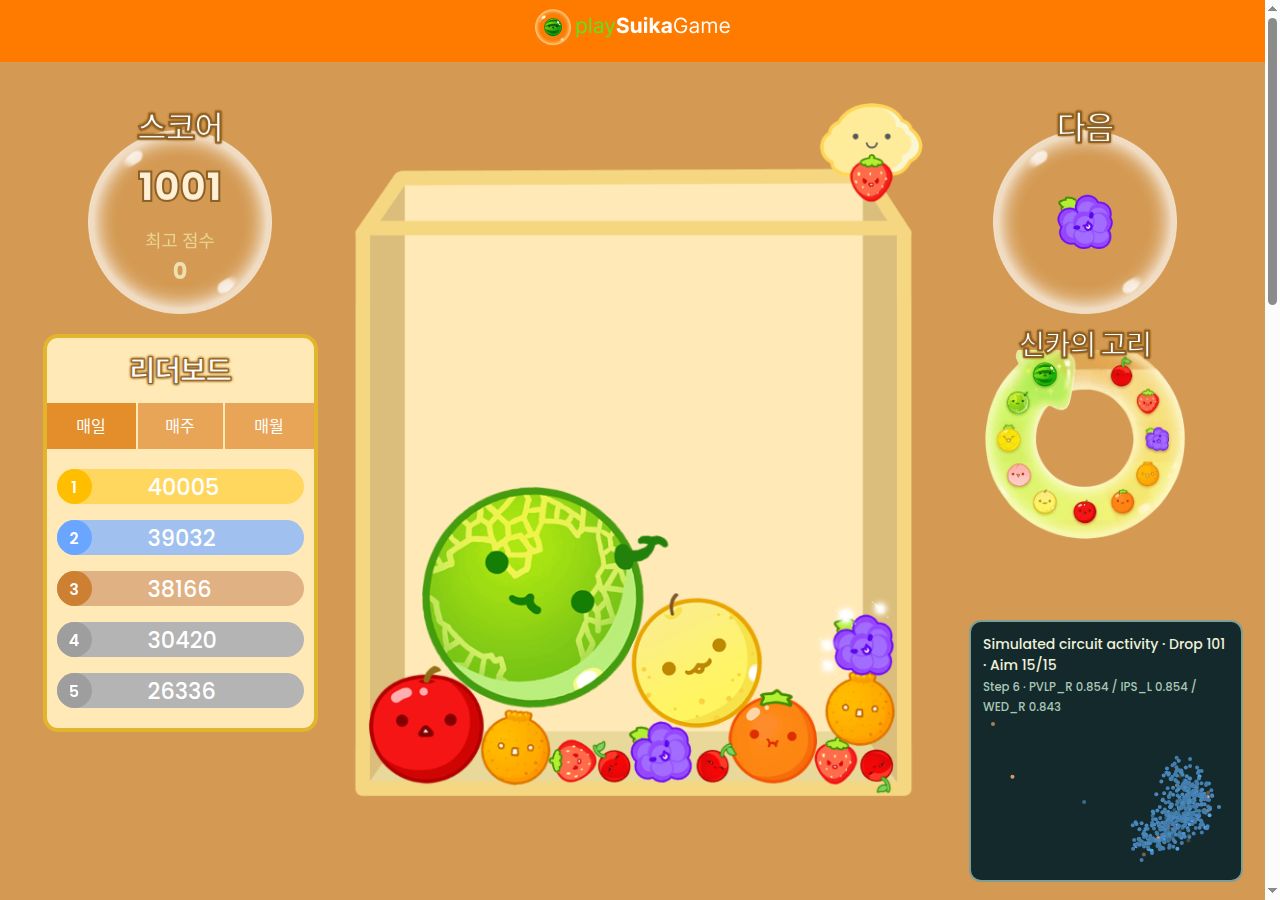 playSuikaGame
스코어
1001
최고 점수
0
리더보드
매일 매주 매월
1 40005
2 39032
3 38166
4 30420
5 26336
다음
신카의 고리
Simulated circuit activity · Drop 101
· Aim 15/15
Step 6 · PVLP_R 0.854 / IPS_L 0.854 /
WED_R 0.843